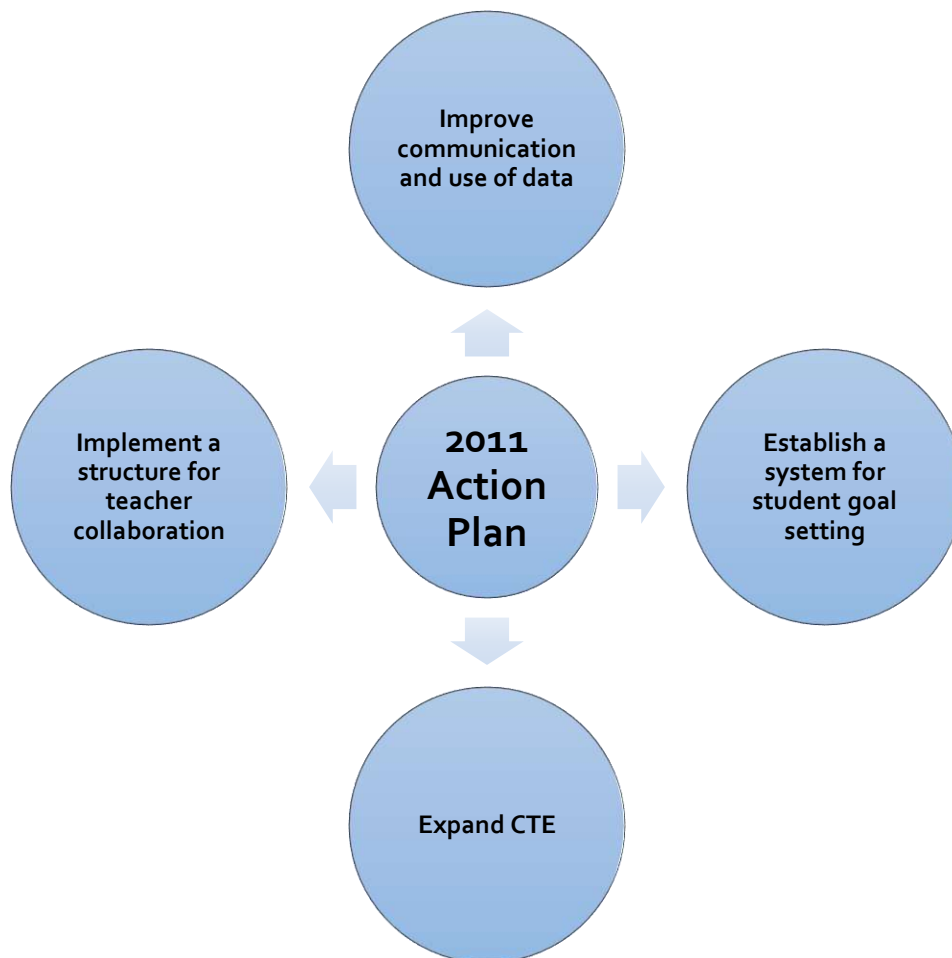 Improve
communication
and use of data
Implement a
structure for
teacher
collaboration
2011
Action
Plan
Establish a
system for
student goal
setting
Expand CTE